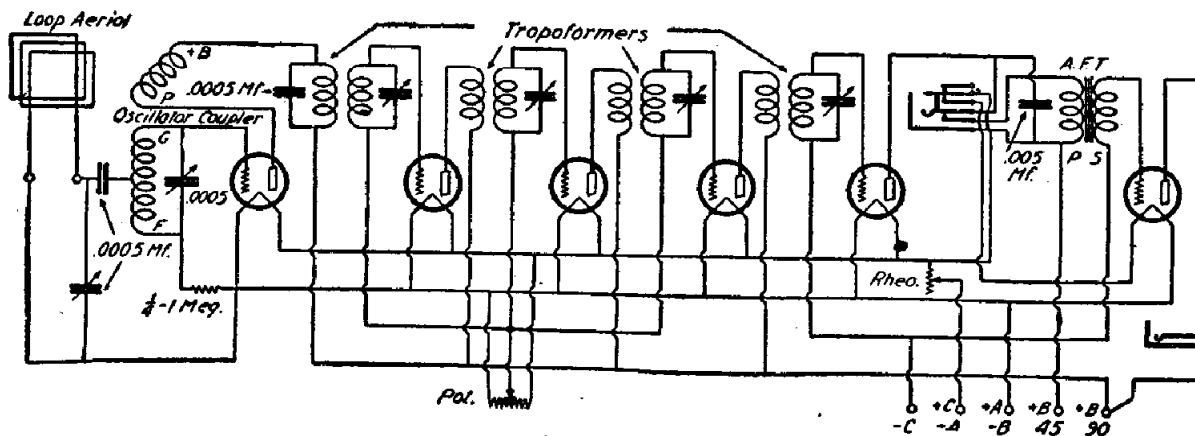 Loop Aerial
+B
P
.0005 Mf.
Tropaformers
Oscillator Coupler
G
F
.0005
.0005 Mf.
¼-1 Meg.
Pot.
Rheo.
A.F.T
.005
Mf.
P S
-C
+C
-A
+A
-B
+B
45
+B
90